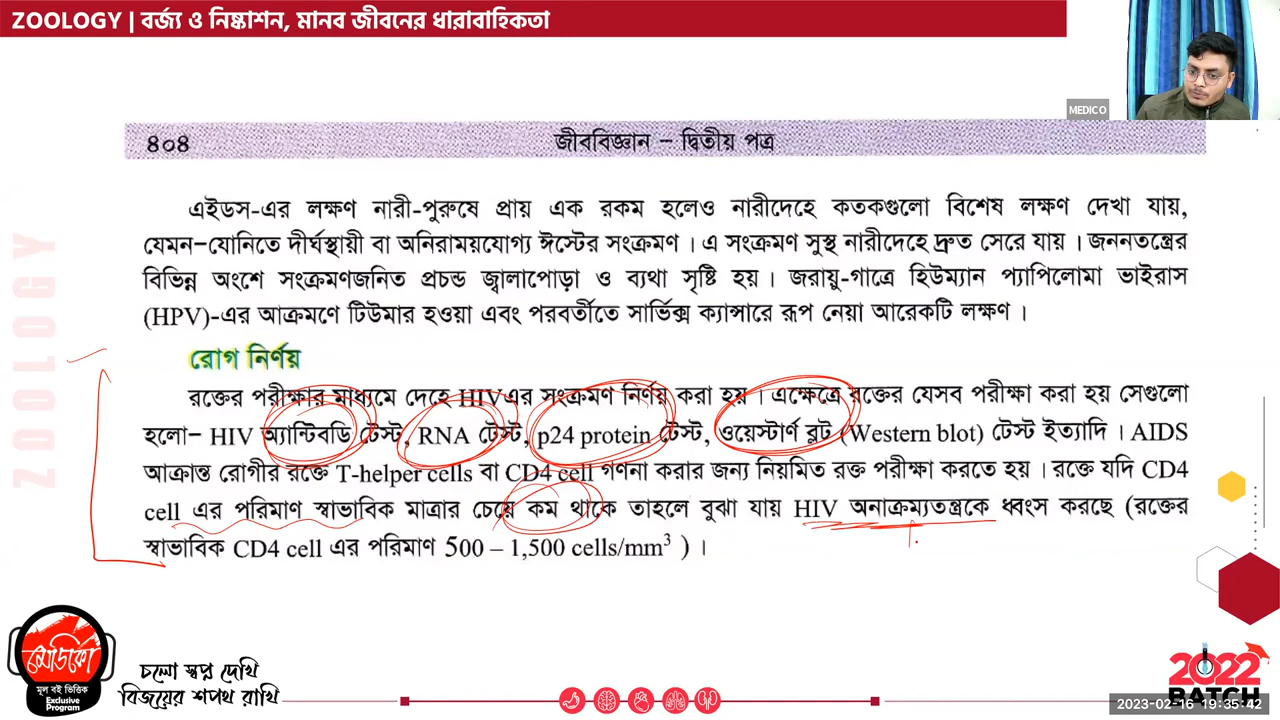 ZOOLOGY | বর্জ্য ও নিষ্কাশন, মানব জীবনের ধারাবাহিকতা
MEDICO
৪০৪ জীববিজ্ঞান – দ্বিতীয় পত্র
এইডস-এর লক্ষণ নারী-পুরুষে প্রায় এক রকম হলেও নারীদেহে কতকগুলো বিশেষ লক্ষণ দেখা যায়,
যেমন–যোনিতে দীর্ঘস্থায়ী বা অনিরাময়যোগ্য ঈস্টের সংক্রমণ। এ সংক্রমণ সুস্থ নারীদেহে দ্রুত সেরে যায়। জননতন্ত্রের
বিভিন্ন অংশে সংক্রমণজনিত প্রচন্ড জ্বালাপোড়া ও ব্যথা সৃষ্টি হয়। জরায়ু-গাত্রে হিউম্যান প্যাপিলোমা ভাইরাস
(HPV)-এর আক্রমণে টিউমার হওয়া এবং পরবর্তীতে সার্ভিক্স ক্যান্সারে রূপ নেয়া আরেকটি লক্ষণ।
রোগ নির্ণয়
রক্তের পরীক্ষার মাধ্যমে দেহে HIVএর সংক্রমণ নির্ণয় করা হয়। এক্ষেত্রে রক্তের যেসব পরীক্ষা করা হয় সেগুলো
হলো– HIV অ্যান্টিবডি টেস্ট, RNA টেস্ট, p24 protein টেস্ট, ওয়েস্টার্ণ ব্লট (Western blot) টেস্ট ইত্যাদি। AIDS
আক্রান্ত রোগীর রক্তে T-helper cells বা CD4 cell গণনা করার জন্য নিয়মিত রক্ত পরীক্ষা করতে হয়। রক্তে যদি CD4
cell এর পরিমাণ স্বাভাবিক মাত্রার চেয়ে কম থাকে তাহলে বুঝা যায় HIV অনাক্রম্যতন্ত্রকে ধ্বংস করছে (রক্তের
স্বাভাবিক CD4 cell এর পরিমাণ 500 – 1,500 cells/mm³ )।
ZOOLOGY
মেডিকো
মূল বই ভিত্তিক
Exclusive
Program
চলো স্বপ্ন দেখি
বিজয়ের শপথ রাখি
2022
BATCH
2023-02-16 19:35:42